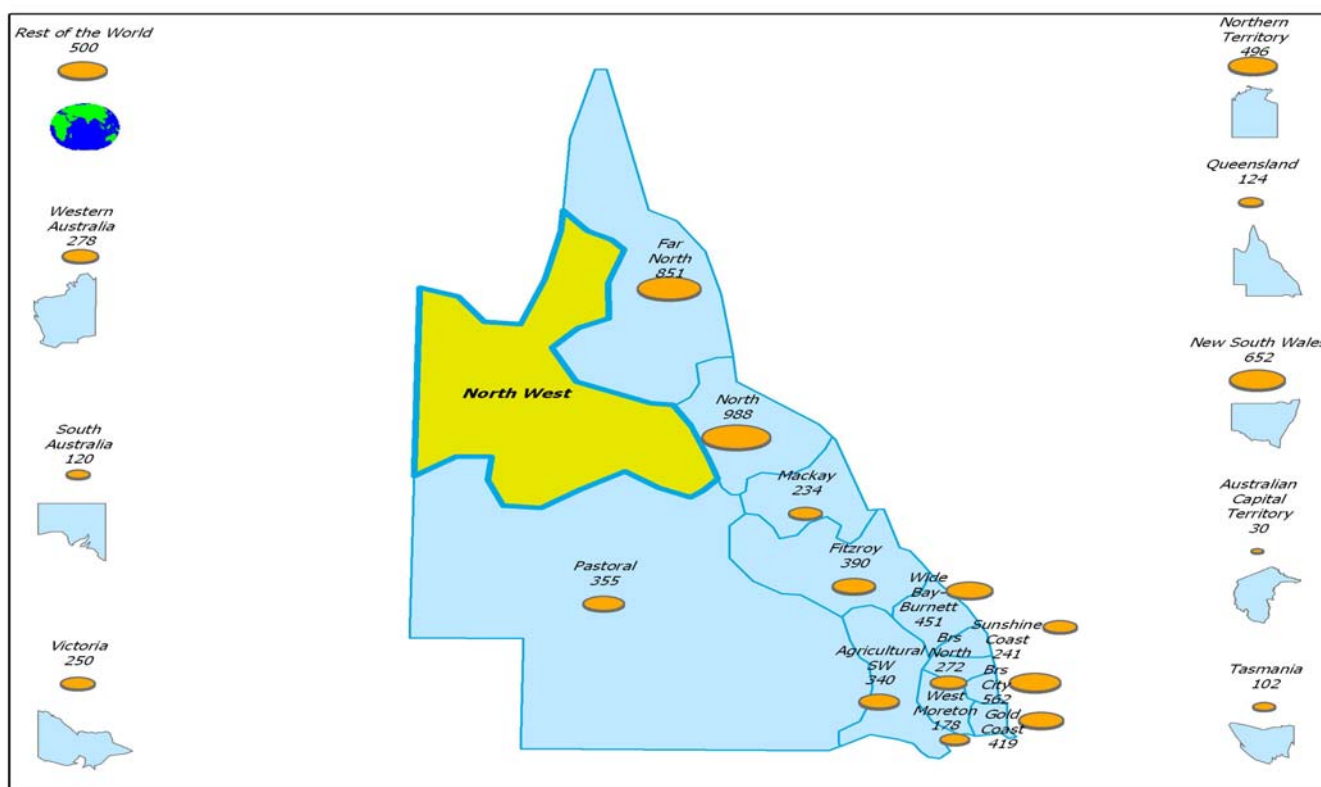 Rest of the World
500
Northern
Territory
496
Western
Australia
278
Queensland
124
Far
North
851
New South Wales
652
North West
North
988
South
Australia
120
Mackay
234
Australian
Capital
Territory
30
Pastoral
355
Fitzroy
390
Wide
Bay-
Burnett
451
Sunshine
Coast
241
Victoria
250
Agricultural
SW
340
Brs
North
272
Brs
City
562
West
Moreton
178
Gold
Coast
419
Tasmania
102